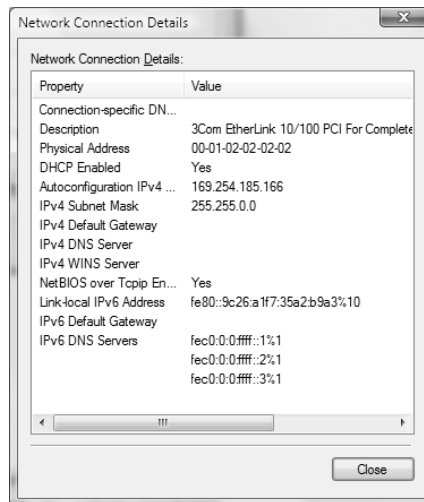 Network Connection Details
Network Connection Details:
Property Value
Connection-specific DN...
Description 3Com EtherLink 10/100 PCI For Complete
Physical Address 00-01-02-02-02-02
DHCP Enabled Yes
Autoconfiguration IPv4 ... 169.254.185.166
IPv4 Subnet Mask 255.255.0.0
IPv4 Default Gateway
IPv4 DNS Server
IPv4 WINS Server
NetBIOS over Tcpip En... Yes
Link-local IPv6 Address fe80::9c26:a1f7:35a2:b9a3%10
IPv6 Default Gateway
IPv6 DNS Servers fec0:0:0:ffff::1%1
fec0:0:0:ffff::2%1
fec0:0:0:ffff::3%1
Close